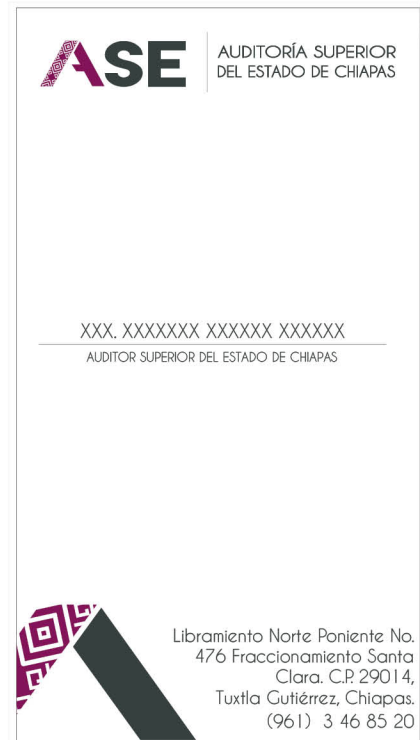 ASE
AUDITORÍA SUPERIOR
DEL ESTADO DE CHIAPAS
XXX. XXXXXXX XXXXXX XXXXXX
AUDITOR SUPERIOR DEL ESTADO DE CHIAPAS
Libramiento Norte Poniente No.
476 Fraccionamiento Santa
Clara. C.P. 29014,
Tuxtla Gutiérrez, Chiapas.
(961) 3 46 85 20